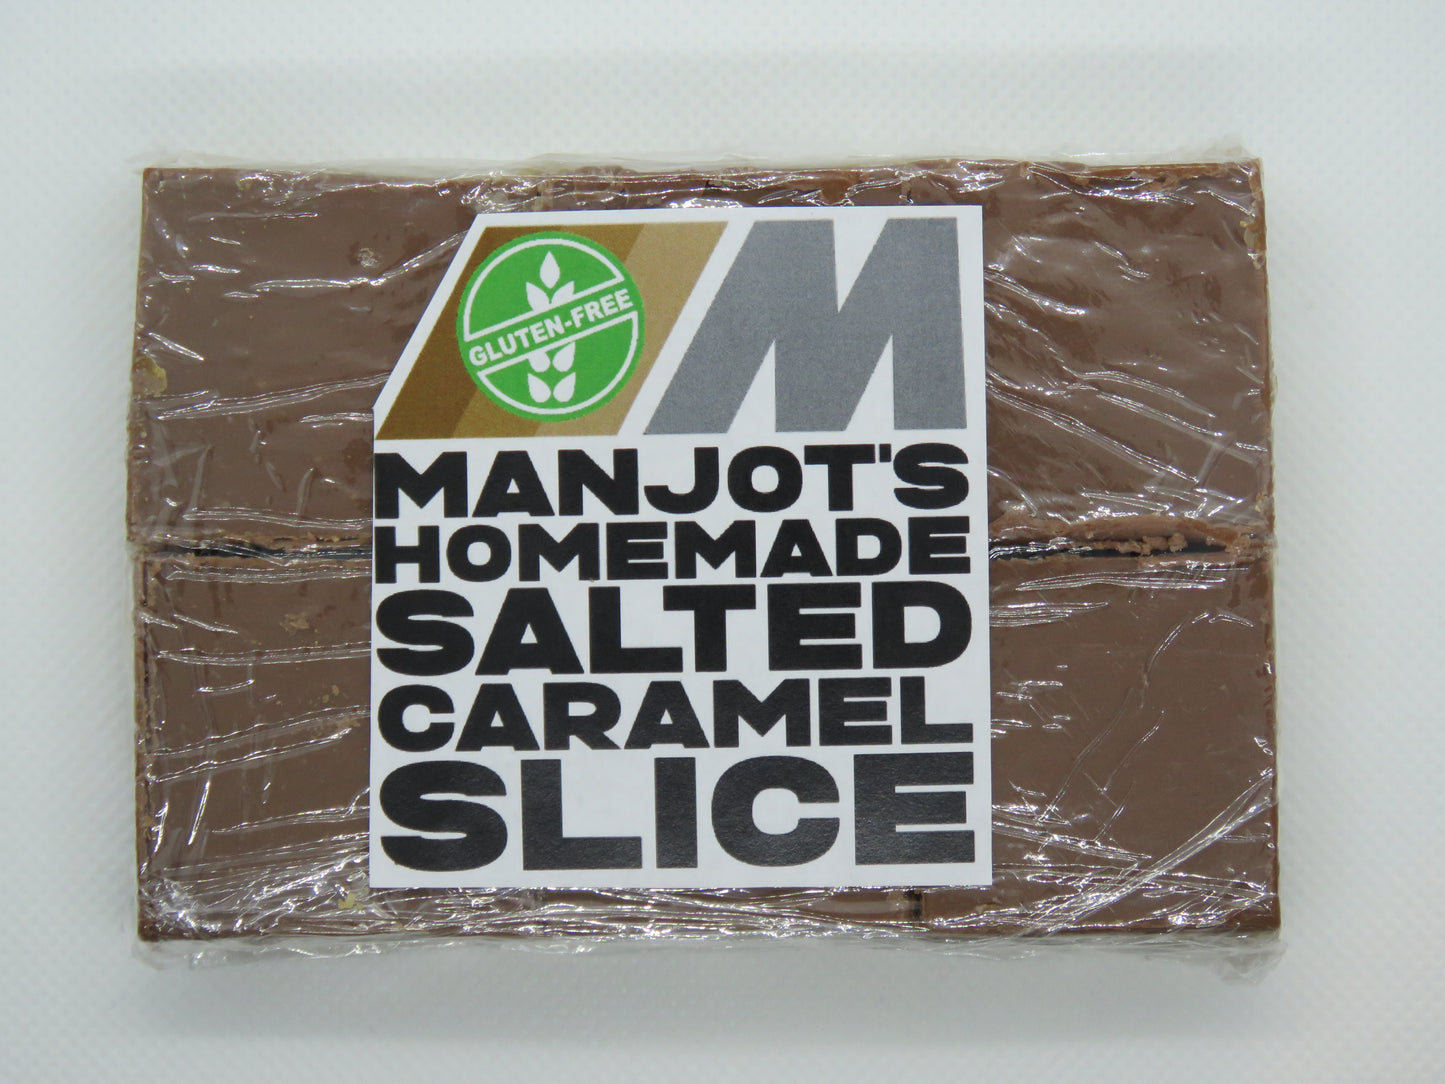 GLUTEN-FREE
M
MANJOT'S
HOMEMADE
SALTED
CARAMEL
SLICE